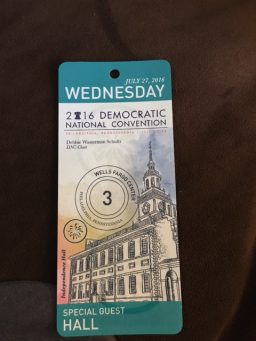 JULY 27, 2016
WEDNESDAY
2016 DEMOCRATIC
NATIONAL CONVENTION
Debbie Wasserman Schultz
DNC Chair
WELLS FARGO CENTER
3
PHILADELPHIA, PENNSYLVANIA
Independence Hall
SPECIAL GUEST
HALL